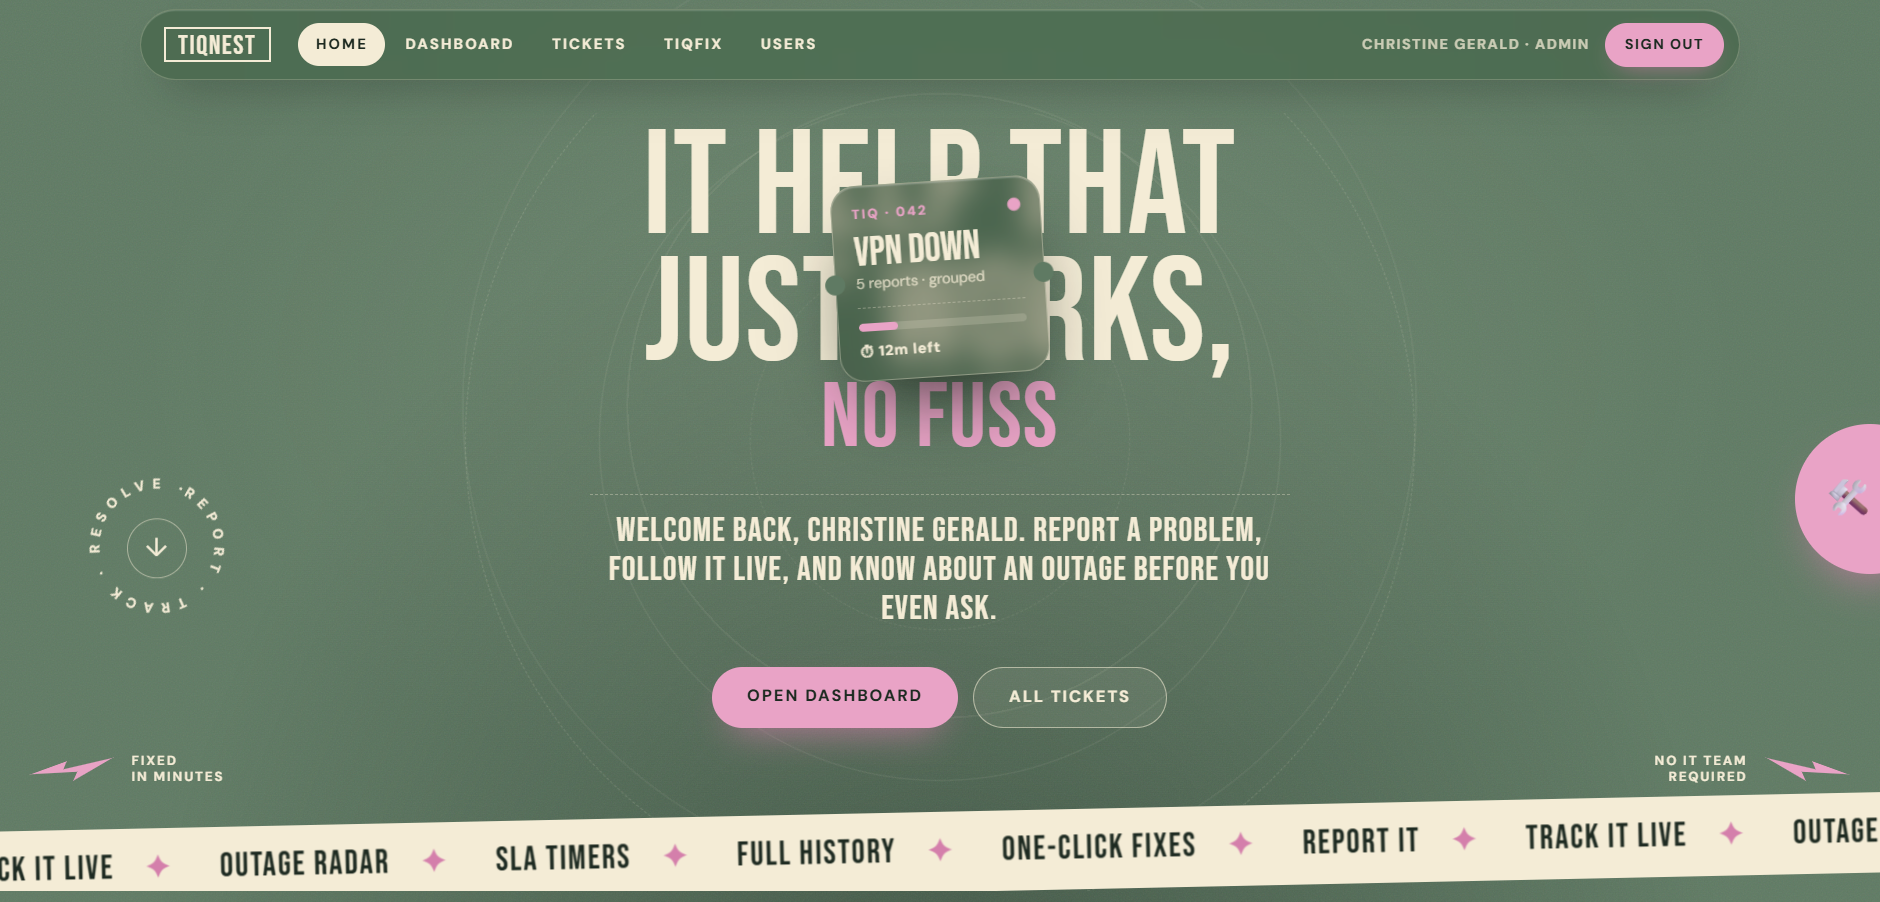 TIQNEST
HOME
DASHBOARD
TICKETS
TIQFIX
USERS
CHRISTINE GERALD · ADMIN
SIGN OUT
IT HELP THAT
JUST RKS,
NO FUSS
TIQ · 042
VPN DOWN
5 reports · grouped
⏱ 12m left
WELCOME BACK, CHRISTINE GERALD. REPORT A PROBLEM,
FOLLOW IT LIVE, AND KNOW ABOUT AN OUTAGE BEFORE YOU
EVEN ASK.
REPORT · TRACK · RESOLVE ·
OPEN DASHBOARD
ALL TICKETS
FIXED
IN MINUTES
NO IT TEAM
REQUIRED
CK IT LIVE ✦ OUTAGE RADAR ✦ SLA TIMERS ✦ FULL HISTORY ✦ ONE-CLICK FIXES ✦ REPORT IT ✦ TRACK IT LIVE ✦ OUTAGE